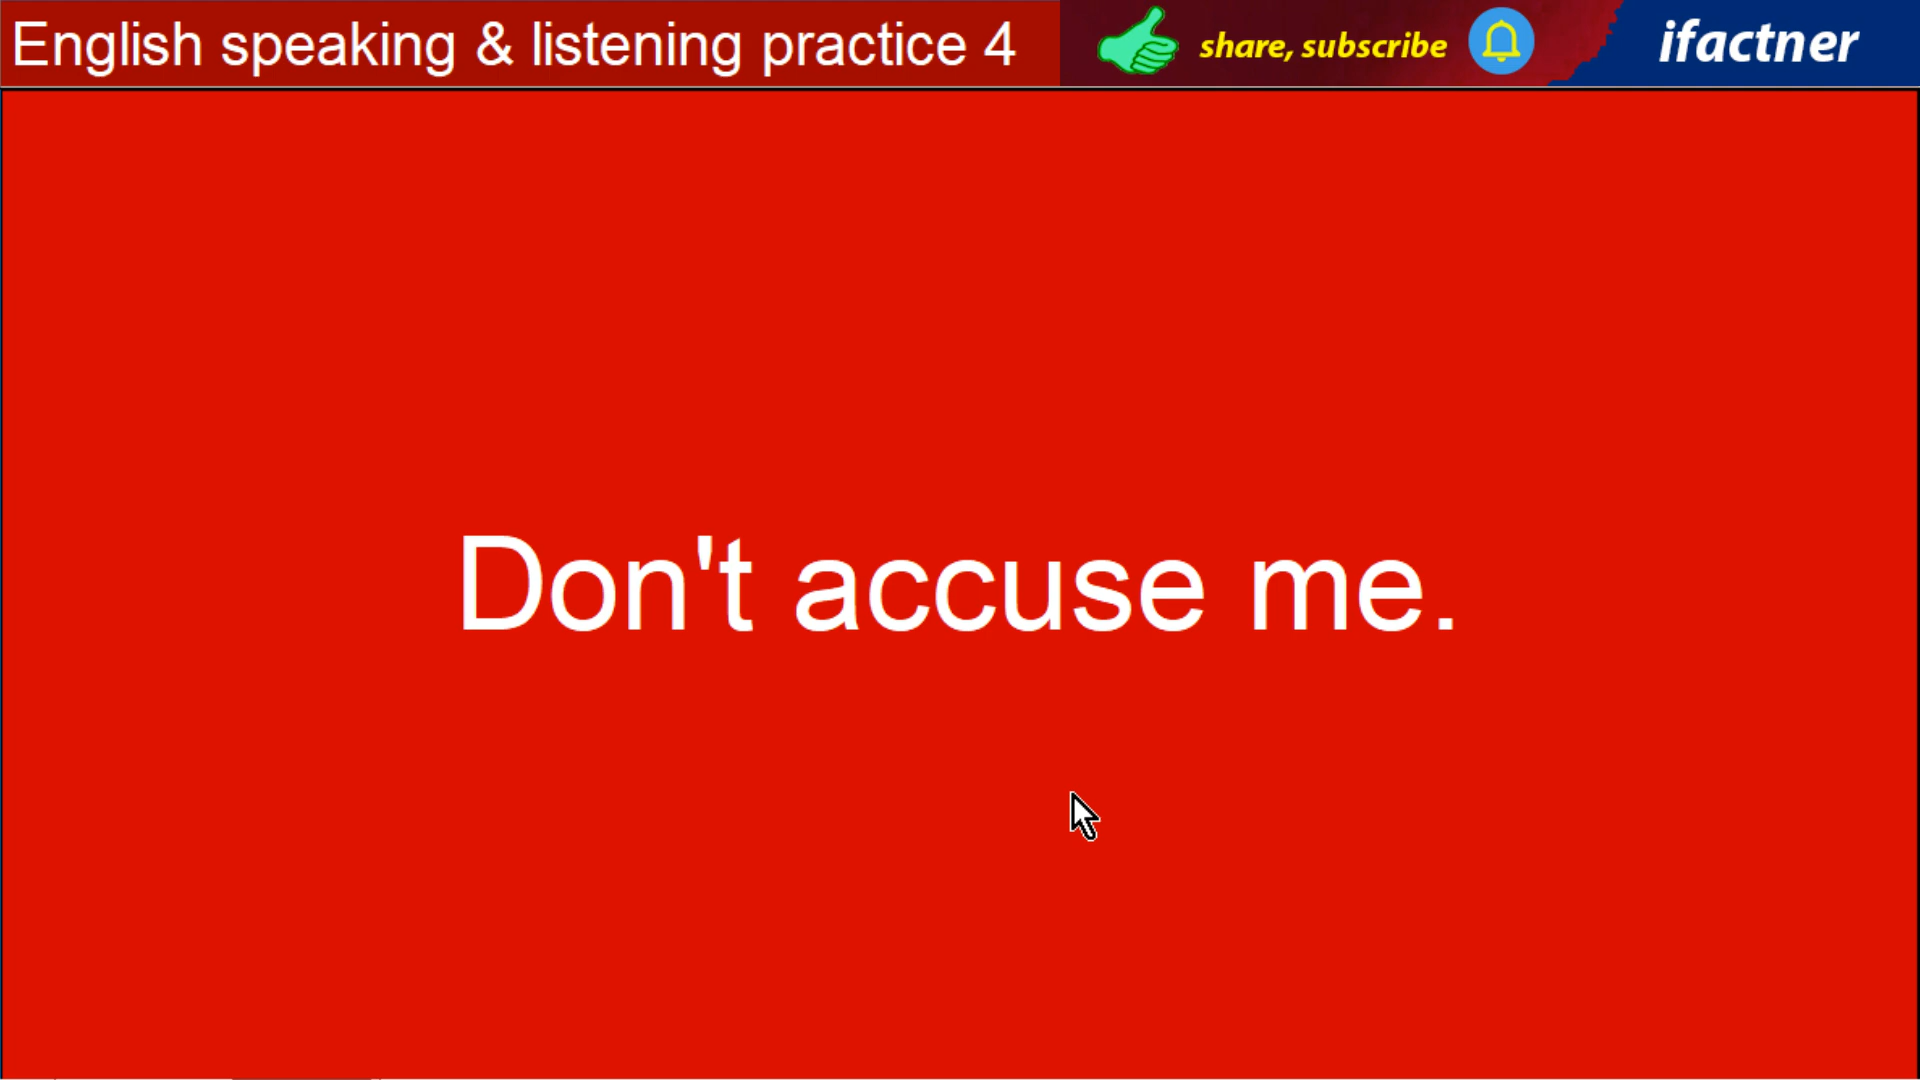 English speaking & listening practice 4
share, subscribe
ifactner
Don't accuse me.